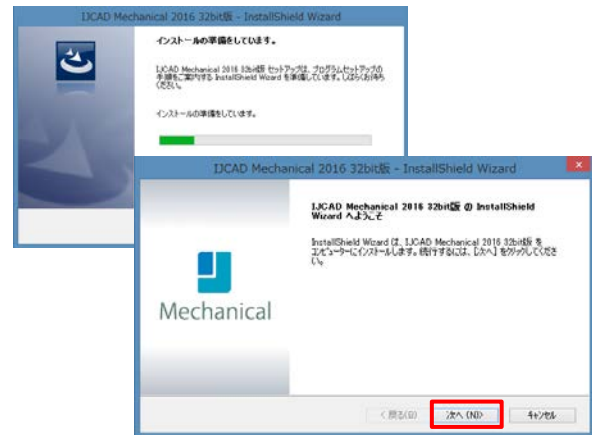 IJCAD Mechanical 2016 32bit版 - InstallShield Wizard
インストールの準備をしています。
IJCAD Mechanical 2016 32bit版 セットアップは、プログラムセットアップの
手順をご案内する InstallShield Wizard を準備しています。しばらくお待ち
ください。
インストールの準備をしています。
IJCAD Mechanical 2016 32bit版 - InstallShield Wizard
IJCAD Mechanical 2016 32bit版 の InstallShield
Wizard へようこそ
InstallShield Wizard は、IJCAD Mechanical 2016 32bit版 を
コンピューターにインストールします。続行するには、[次へ] をクリックしてくださ
い。
Mechanical
< 戻る(B)
次へ (N)>
キャンセル